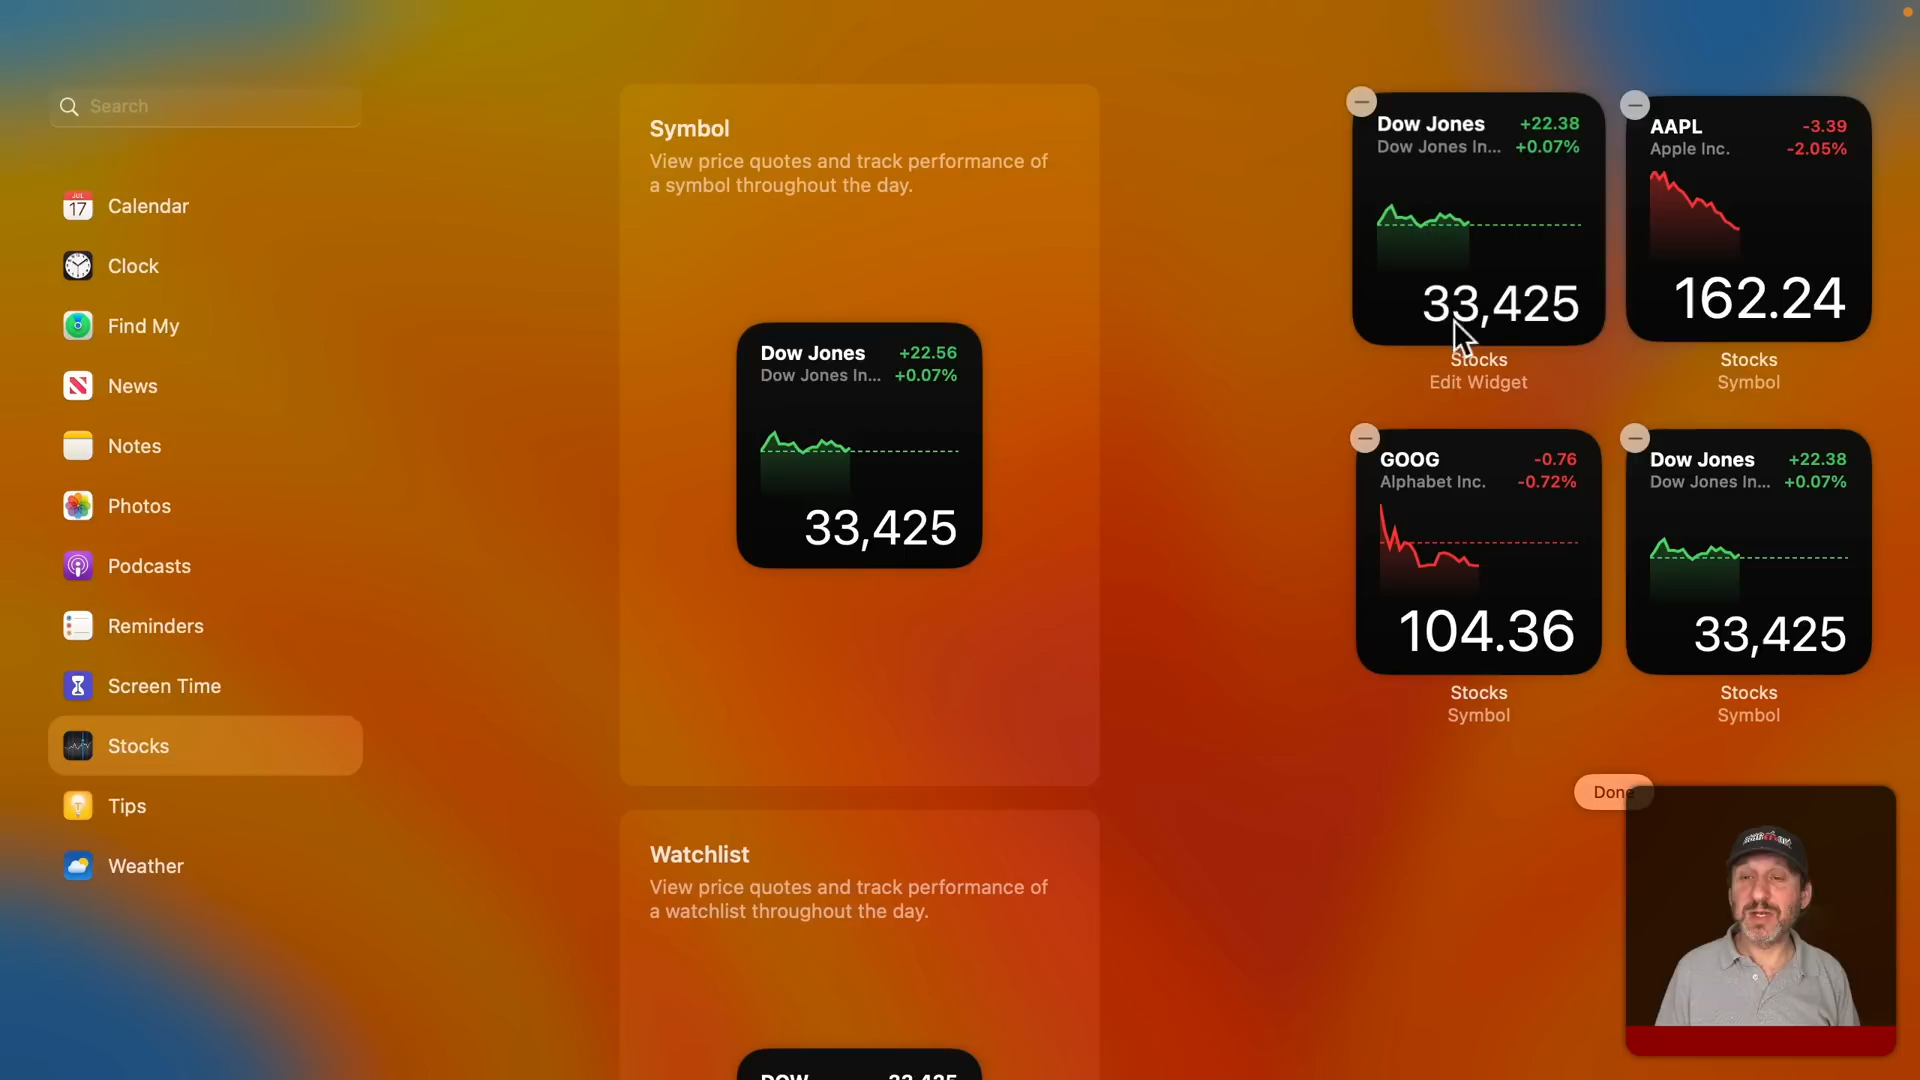 Search
JUL
17
Calendar
Clock
Find My
News
Notes
Photos
Podcasts
Reminders
Screen Time
Stocks
Tips
Weather
Symbol
View price quotes and track performance of
a symbol throughout the day.
Dow Jones +22.56
Dow Jones In... +0.07%
33,425
Watchlist
View price quotes and track performance of
a watchlist throughout the day.
DOW 33,425
Dow Jones +22.38
Dow Jones In... +0.07%
33,425
Stocks
Edit Widget
AAPL -3.39
Apple Inc. -2.05%
162.24
Stocks
Symbol
GOOG -0.76
Alphabet Inc. -0.72%
104.36
Stocks
Symbol
Dow Jones +22.38
Dow Jones In... +0.07%
33,425
Stocks
Symbol
Done